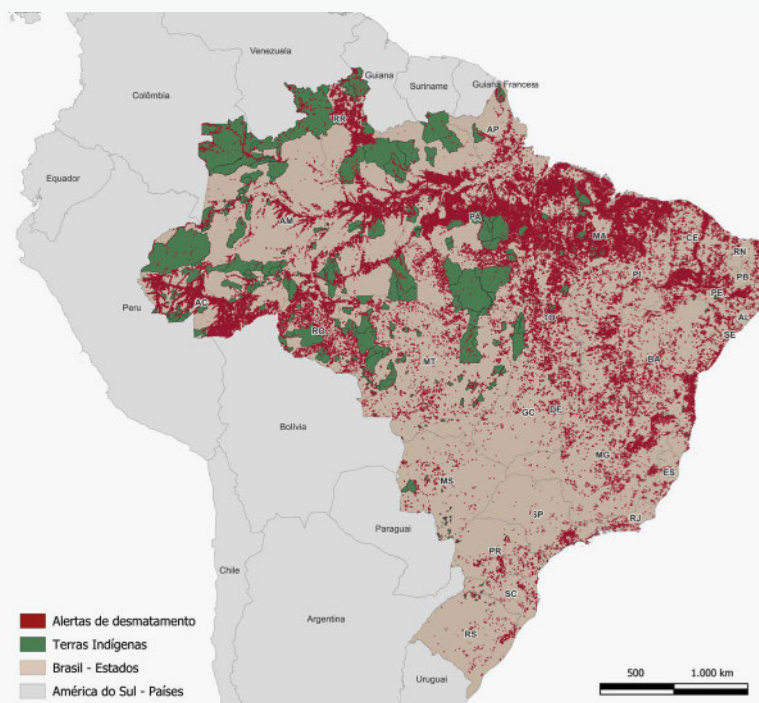 Venezuela
Guiana
Suriname
Guiana Francesa
Colômbia
RR
AP
Equador
AM
PA
MA
CE
RN
PI
PB
PE
AL
SE
Peru
AC
RO
TO
BA
MT
GO
DF
Bolívia
MG
ES
MS
SP
RJ
Paraguai
PR
Chile
SC
Argentina
RS
Uruguai
Alertas de desmatamento
Terras Indígenas
Brasil - Estados
América do Sul - Países
500 1.000 km